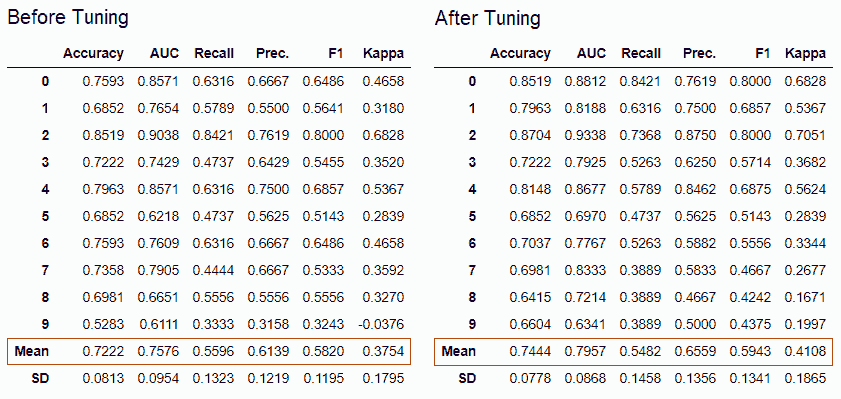 Before Tuning
Accuracy AUC Recall Prec. F1 Kappa
0 0.7593 0.8571 0.6316 0.6667 0.6486 0.4658
1 0.6852 0.7654 0.5789 0.5500 0.5641 0.3180
2 0.8519 0.9038 0.8421 0.7619 0.8000 0.6828
3 0.7222 0.7429 0.4737 0.6429 0.5455 0.3520
4 0.7963 0.8571 0.6316 0.7500 0.6857 0.5367
5 0.6852 0.6218 0.4737 0.5625 0.5143 0.2839
6 0.7593 0.7609 0.6316 0.6667 0.6486 0.4658
7 0.7358 0.7905 0.4444 0.6667 0.5333 0.3592
8 0.6981 0.6651 0.5556 0.5556 0.5556 0.3270
9 0.5283 0.6111 0.3333 0.3158 0.3243 -0.0376
Mean 0.7222 0.7576 0.5596 0.6139 0.5820 0.3754
SD 0.0813 0.0954 0.1323 0.1219 0.1195 0.1795
After Tuning
Accuracy AUC Recall Prec. F1 Kappa
0 0.8519 0.8812 0.8421 0.7619 0.8000 0.6828
1 0.7963 0.8188 0.6316 0.7500 0.6857 0.5367
2 0.8704 0.9338 0.7368 0.8750 0.8000 0.7051
3 0.7222 0.7925 0.5263 0.6250 0.5714 0.3682
4 0.8148 0.8677 0.5789 0.8462 0.6875 0.5624
5 0.6852 0.6970 0.4737 0.5625 0.5143 0.2839
6 0.7037 0.7767 0.5263 0.5882 0.5556 0.3344
7 0.6981 0.8333 0.3889 0.5833 0.4667 0.2677
8 0.6415 0.7214 0.3889 0.4667 0.4242 0.1671
9 0.6604 0.6341 0.3889 0.5000 0.4375 0.1997
Mean 0.7444 0.7957 0.5482 0.6559 0.5943 0.4108
SD 0.0778 0.0868 0.1458 0.1356 0.1341 0.1865